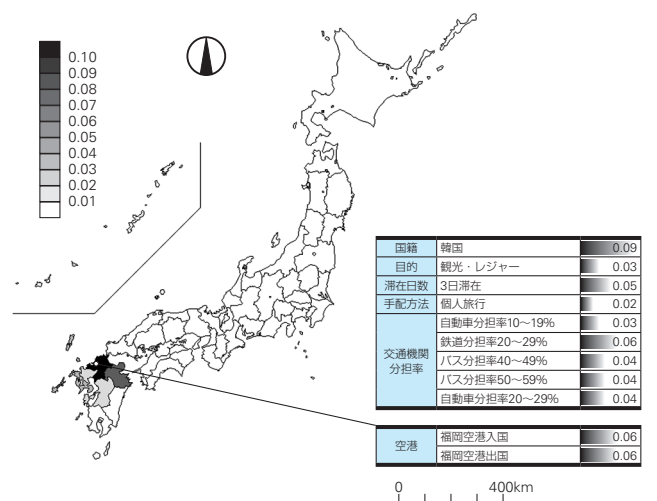 0.10
0.09
0.08
0.07
0.06
0.05
0.04
0.03
0.02
0.01
国籍 韓国 0.09
目的 観光・レジャー 0.03
滞在日数 3日滞在 0.05
手配方法 個人旅行 0.02
交通機関分担率 自動車分担率10～19% 0.03
鉄道分担率20～29% 0.06
バス分担率40～49% 0.04
バス分担率50～59% 0.04
自動車分担率20～29% 0.04
空港 福岡空港入国 0.06
福岡空港出国 0.06
0 400km